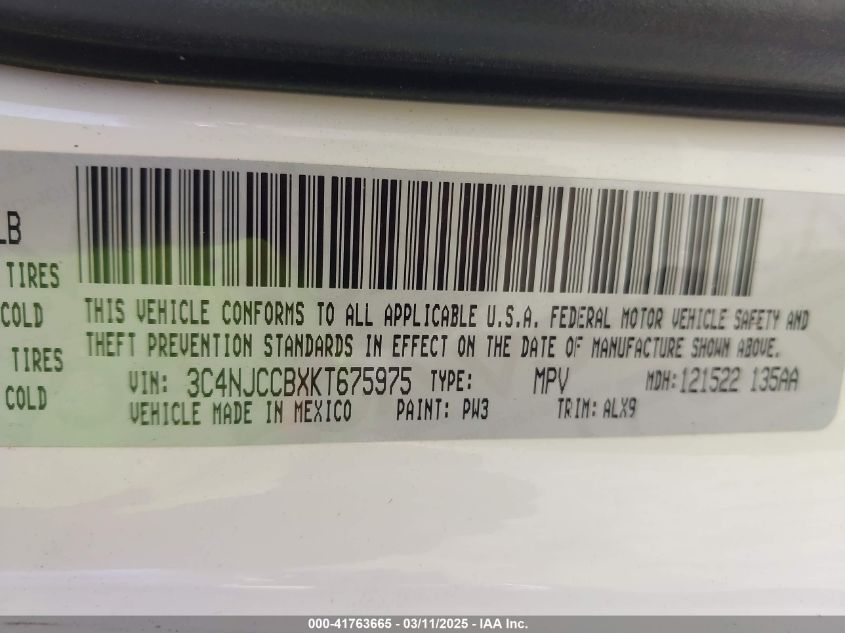 LB
TIRES
COLD
THIS VEHICLE CONFORMS TO ALL APPLICABLE U.S.A. FEDERAL MOTOR VEHICLE SAFETY AND
TIRES
THEFT PREVENTION STANDARDS IN EFFECT ON THE DATE OF MANUFACTURE SHOWN ABOVE.
COLD
VIN: 3C4NJCCBXKT675975 TYPE: MPV MDH: 121522 135AA
VEHICLE MADE IN MEXICO PAINT: PW3 TRIM: ALX9
000-41763665 - 03/11/2025 - IAA Inc.